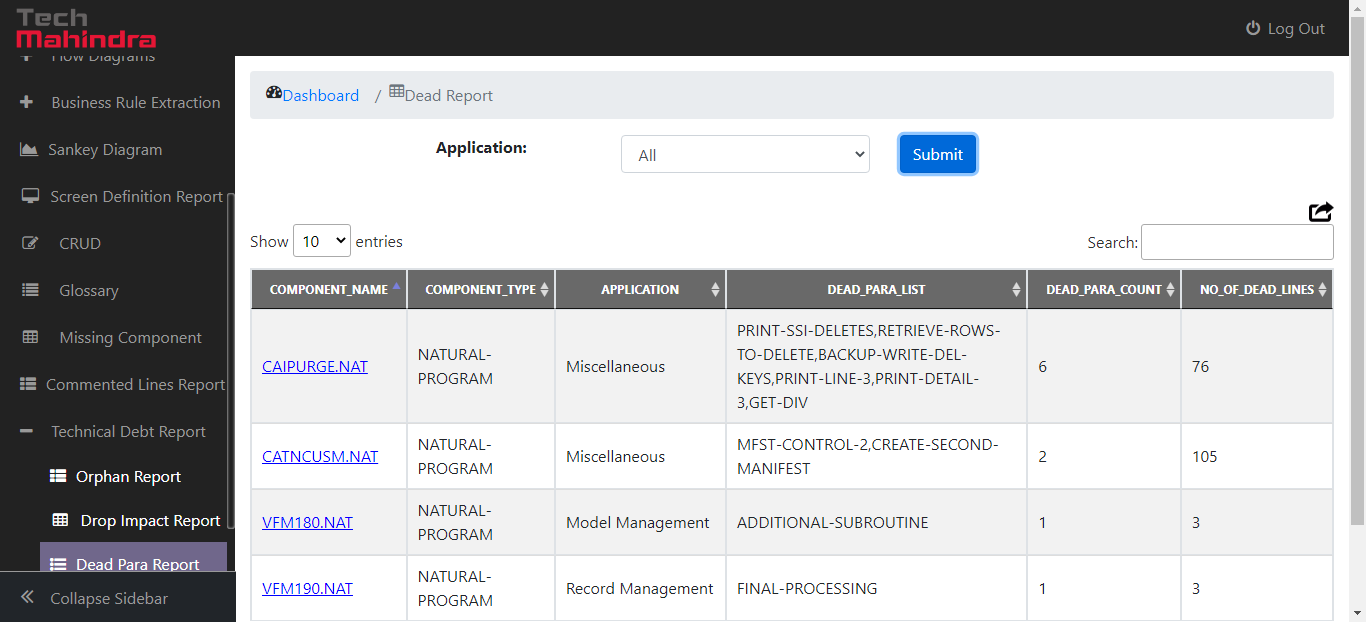 Tech
Mahindra
Log Out
Flow Diagrams
Business Rule Extraction
Sankey Diagram
Screen Definition Report
CRUD
Glossary
Missing Component
Commented Lines Report
Technical Debt Report
Orphan Report
Drop Impact Report
Dead Para Report
Collapse Sidebar
Dashboard / Dead Report
Application: All Submit
Show 10 entries Search:
COMPONENT_NAME COMPONENT_TYPE APPLICATION DEAD_PARA_LIST DEAD_PARA_COUNT NO_OF_DEAD_LINES
PRINT-SSI-DELETES,RETRIEVE-ROWS-
NATURAL- TO-DELETE,BACKUP-WRITE-DEL-
CAIPURGE.NAT Miscellaneous 6 76
PROGRAM KEYS,PRINT-LINE-3,PRINT-DETAIL-
3,GET-DIV
NATURAL- MFST-CONTROL-2,CREATE-SECOND-
CATNCUSM.NAT Miscellaneous 2 105
PROGRAM MANIFEST
NATURAL-
VFM180.NAT Model Management ADDITIONAL-SUBROUTINE 1 3
PROGRAM
NATURAL-
VFM190.NAT Record Management FINAL-PROCESSING 1 3
PROGRAM